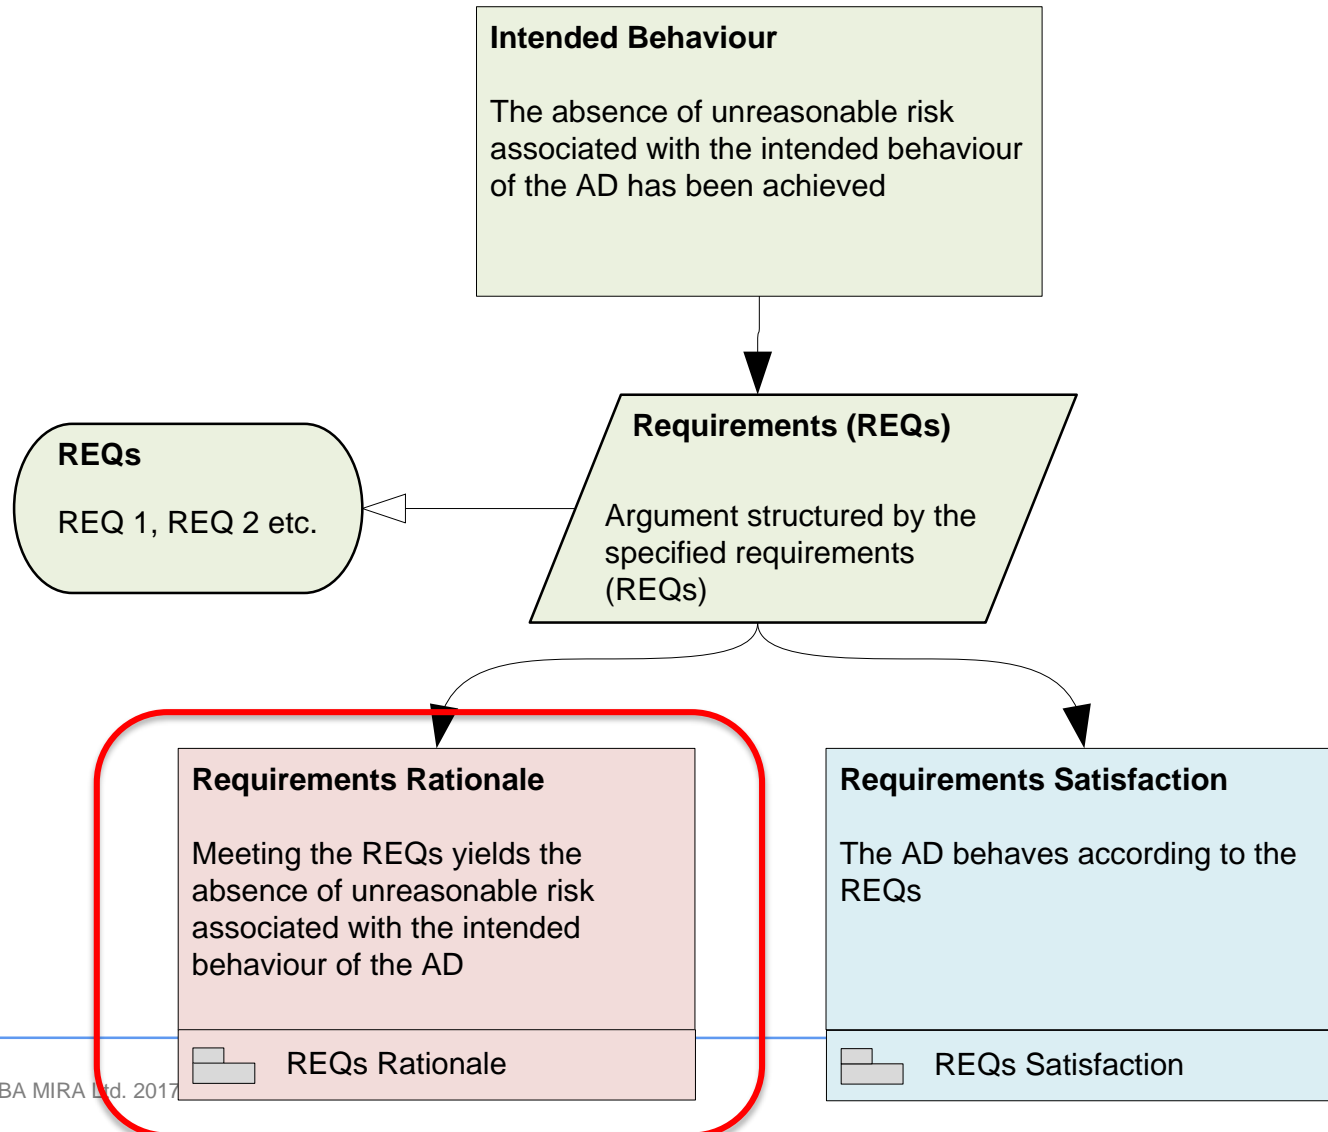 Intended Behaviour
The absence of unreasonable risk
associated with the intended behaviour
of the AD has been achieved
Requirements (REQs)
Argument structured by the
specified requirements
(REQs)
REQs
REQ 1, REQ 2 etc.
Requirements Rationale
Meeting the REQs yields the
absence of unreasonable risk
associated with the intended
behaviour of the AD
REQs Rationale
Requirements Satisfaction
The AD behaves according to the
REQs
REQs Satisfaction
BA MIRA Ltd. 2017